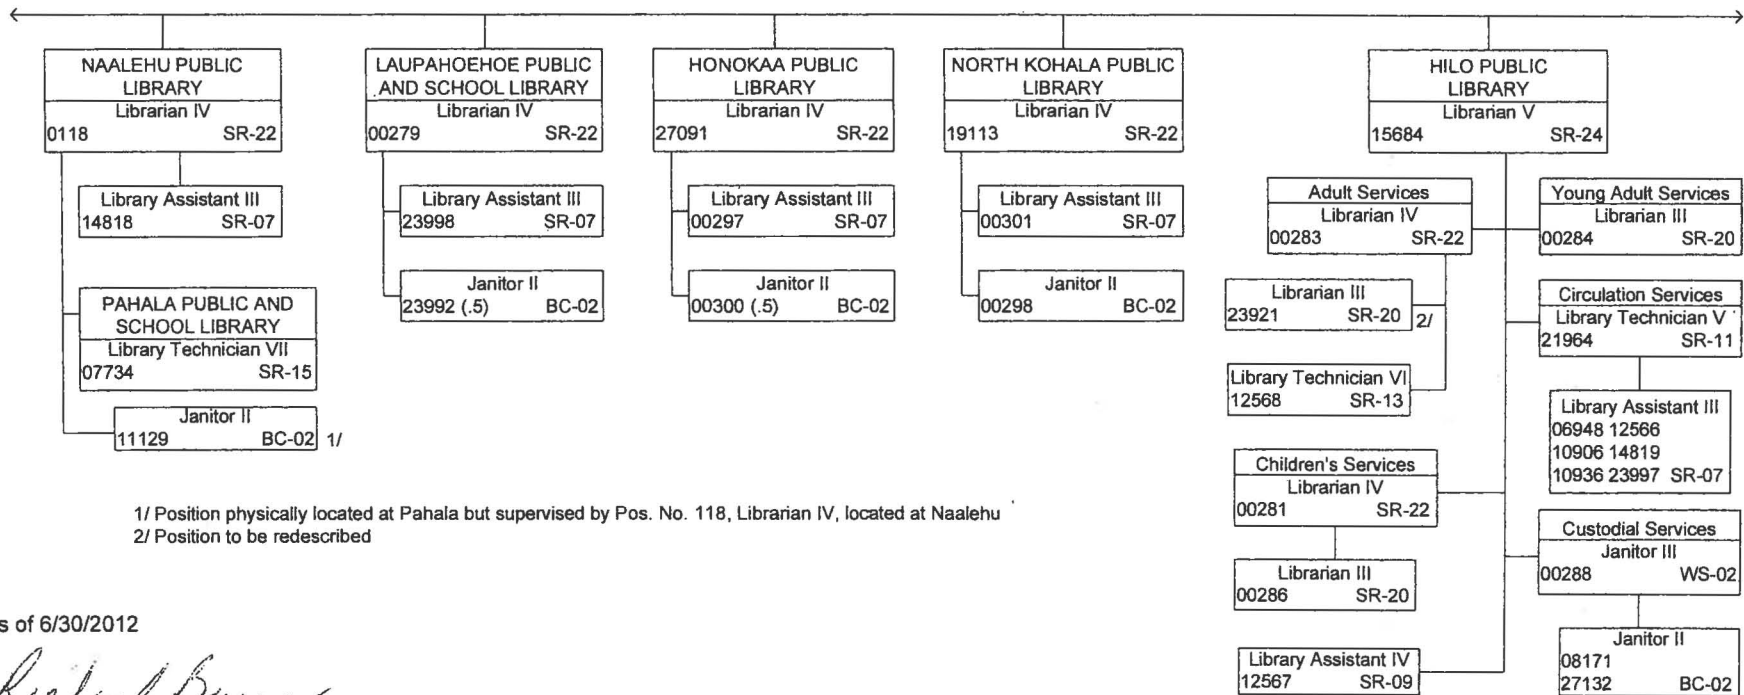 NAALEHU PUBLIC
LIBRARY
Librarian IV
0118 SR-22
Library Assistant III
14818 SR-07
PAHALA PUBLIC AND
SCHOOL LIBRARY
Library Technician VII
07734 SR-15
Janitor II
11129 BC-02 1/
LAUPAHOEHOE PUBLIC
AND SCHOOL LIBRARY
Librarian IV
00279 SR-22
Library Assistant III
23998 SR-07
Janitor II
23992 (.5) BC-02
HONOKAA PUBLIC
LIBRARY
Librarian IV
27091 SR-22
Library Assistant III
00297 SR-07
Janitor II
00300 (.5) BC-02
NORTH KOHALA PUBLIC
LIBRARY
Librarian IV
19113 SR-22
Library Assistant III
00301 SR-07
Janitor II
00298 BC-02
HILO PUBLIC
LIBRARY
Librarian V
15684 SR-24
Adult Services
Librarian IV
00283 SR-22
Librarian III
23921 SR-20 2/
Library Technician VI
12568 SR-13
Children's Services
Librarian IV
00281 SR-22
Librarian III
00286 SR-20
Library Assistant IV
12567 SR-09
Young Adult Services
Librarian III
00284 SR-20
Circulation Services
Library Technician V
21964 SR-11
Library Assistant III
06948 12566
10906 14819
10936 23997 SR-07
Custodial Services
Janitor III
00288 WS-02
Janitor II
08171
27132 BC-02
1/ Position physically located at Pahala but supervised by Pos. No. 118, Librarian IV, located at Naalehu
2/ Position to be redescribed
s of 6/30/2012